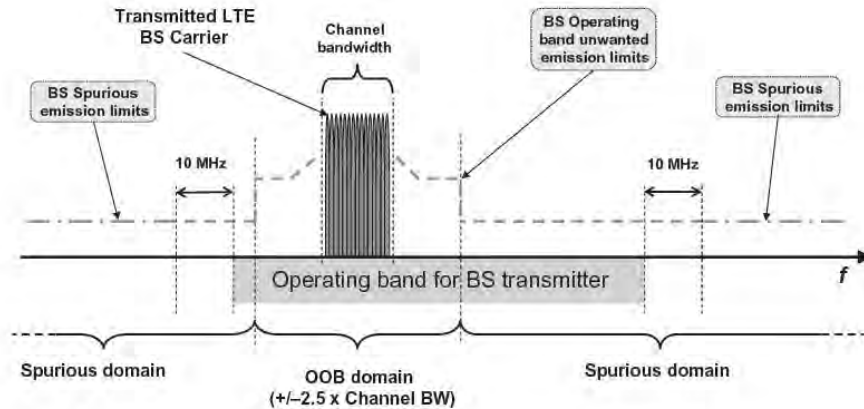 Transmitted LTE
BS Carrier
Channel
bandwidth
BS Operating
band unwanted
emission limits
BS Spurious
emission limits
BS Spurious
emission limits
10 MHz
10 MHz
f
Operating band for BS transmitter
Spurious domain
OOB domain
(+/–2.5 x Channel BW)
Spurious domain